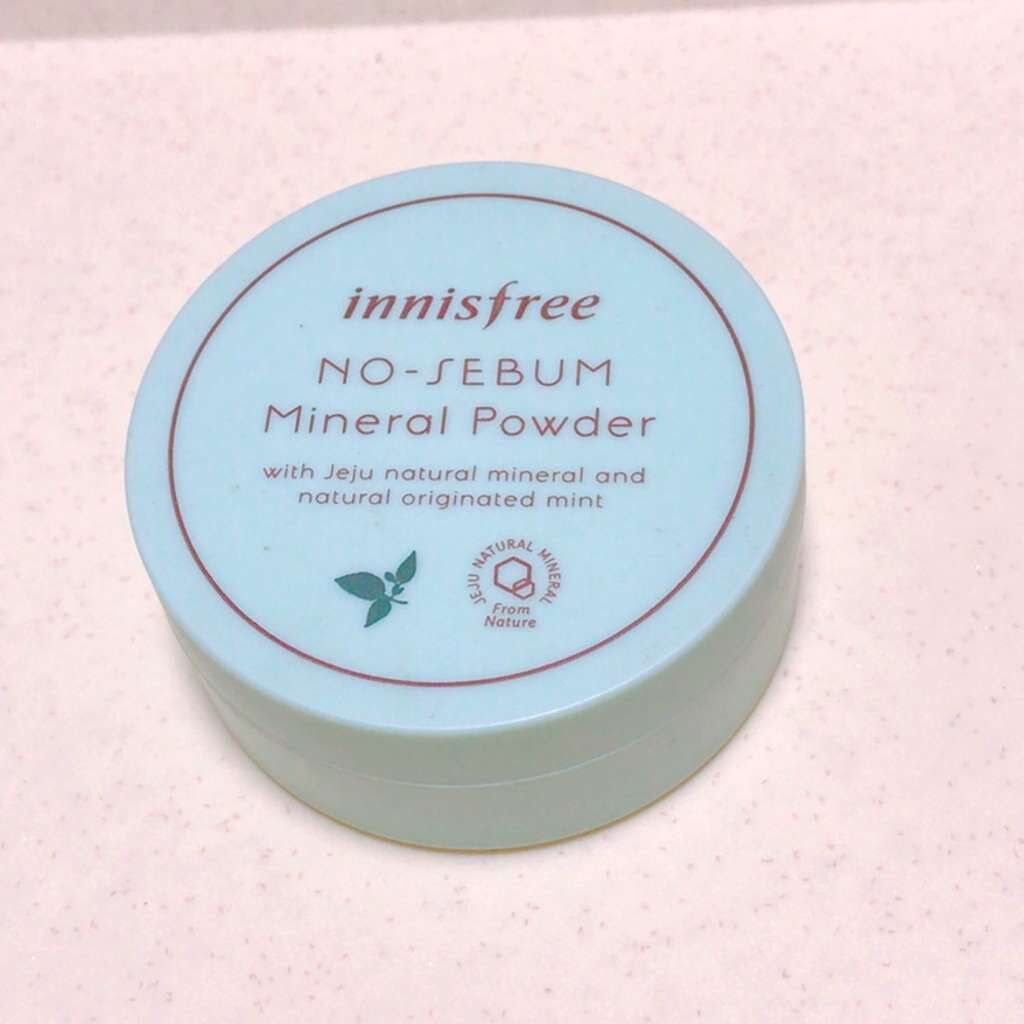 innisfree
NO-SEBUM
Mineral Powder
with Jeju natural mineral and
natural originated mint
JEJU NATURAL MINERAL
From
Nature